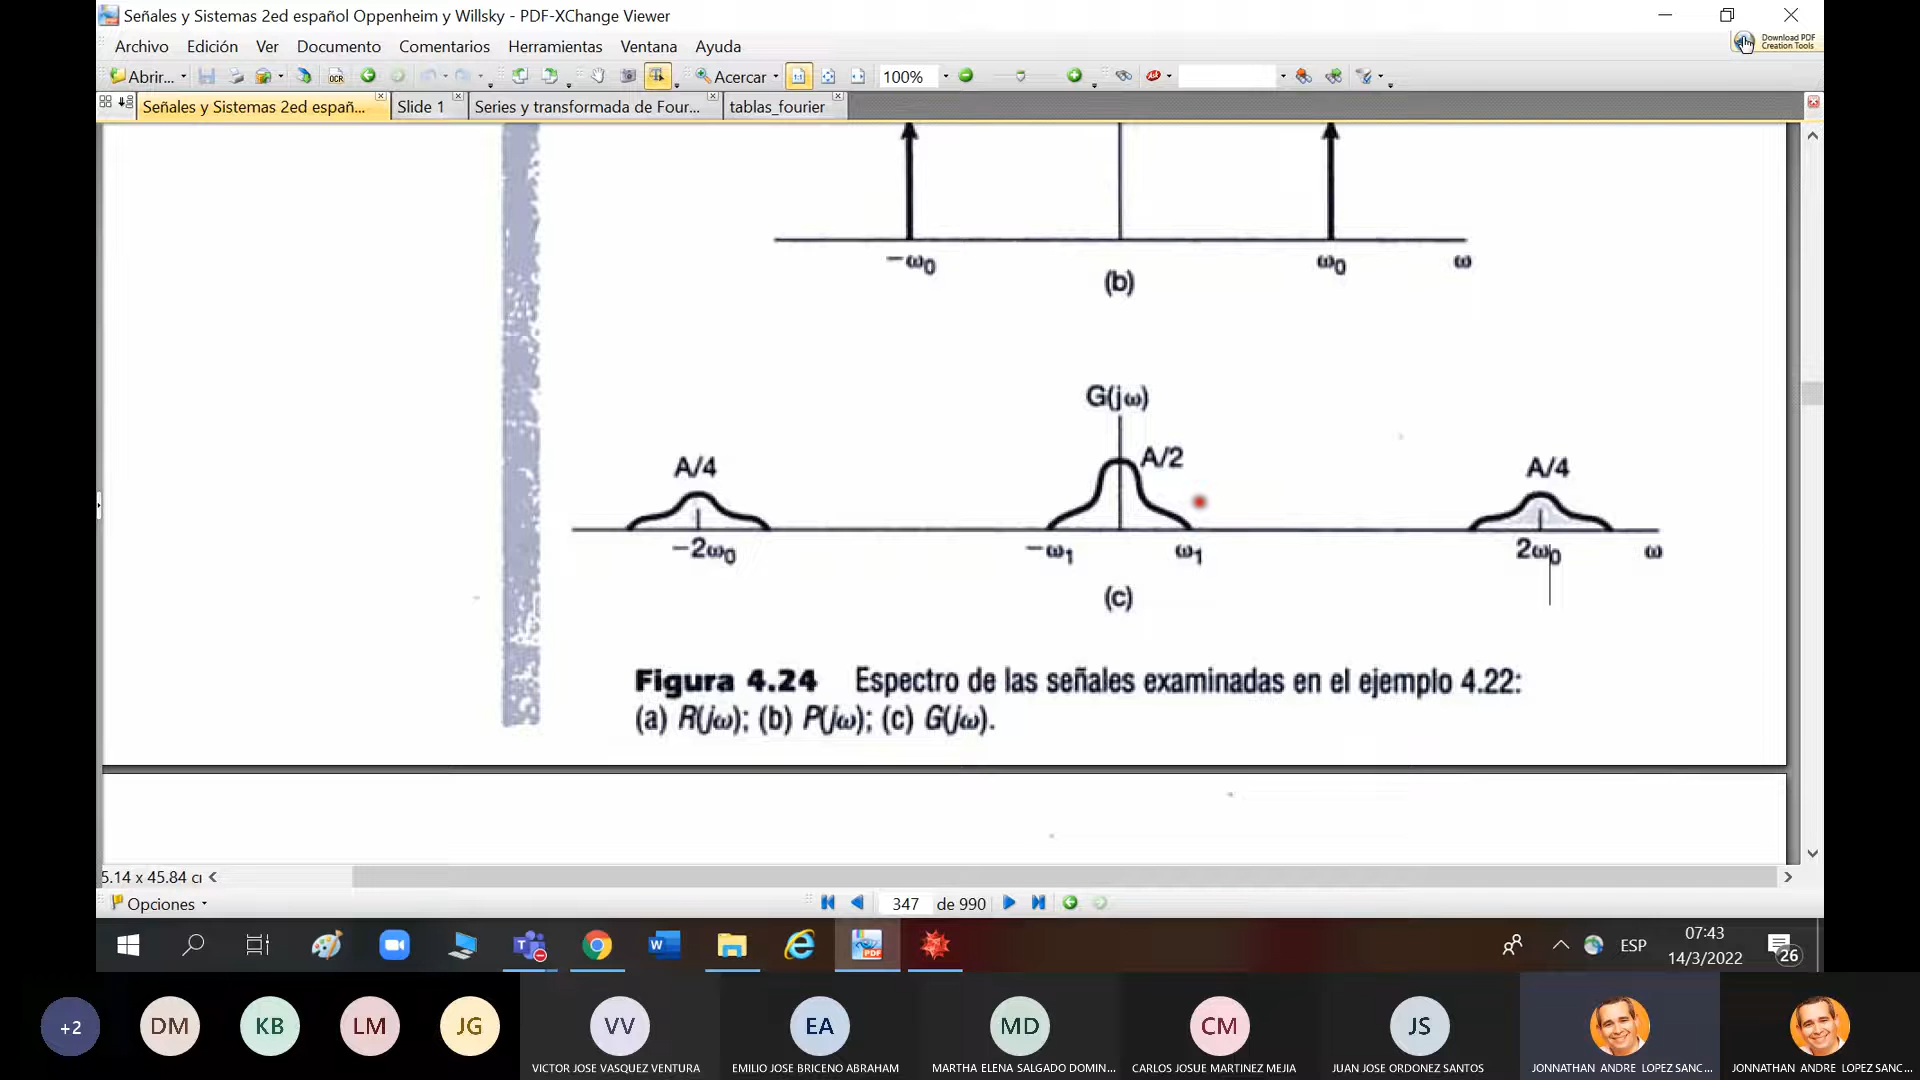 Señales y Sistemas 2ed español Oppenheim y Willsky - PDF-XChange Viewer
Archivo Edición Ver Documento Comentarios Herramientas Ventana Ayuda
Download PDF
Creation Tools
Abrir... OCR Acercar 100%
Señales y Sistemas 2ed españ... Slide 1 Series y transformada de Four... tablas_fourier
−ω0 ω0 ω
(b)
G(jω)
A/4 A/2 A/4
−2ω0 −ω1 ω1 2ω0 ω
(c)
Figura 4.24 Espectro de las señales examinadas en el ejemplo 4.22:
(a) R(jω); (b) P(jω); (c) G(jω).
5.14 x 45.84 cı
Opciones 347 de 990
ESP 07:43
14/3/2022 26
+2 DM KB LM JG VV EA MD CM JS
VICTOR JOSE VASQUEZ VENTURA EMILIO JOSE BRICENO ABRAHAM MARTHA ELENA SALGADO DOMIN... CARLOS JOSUE MARTINEZ MEJIA JUAN JOSE ORDONEZ SANTOS JONNATHAN ANDRE LOPEZ SANC... JONNATHAN ANDRE LOPEZ SANC...